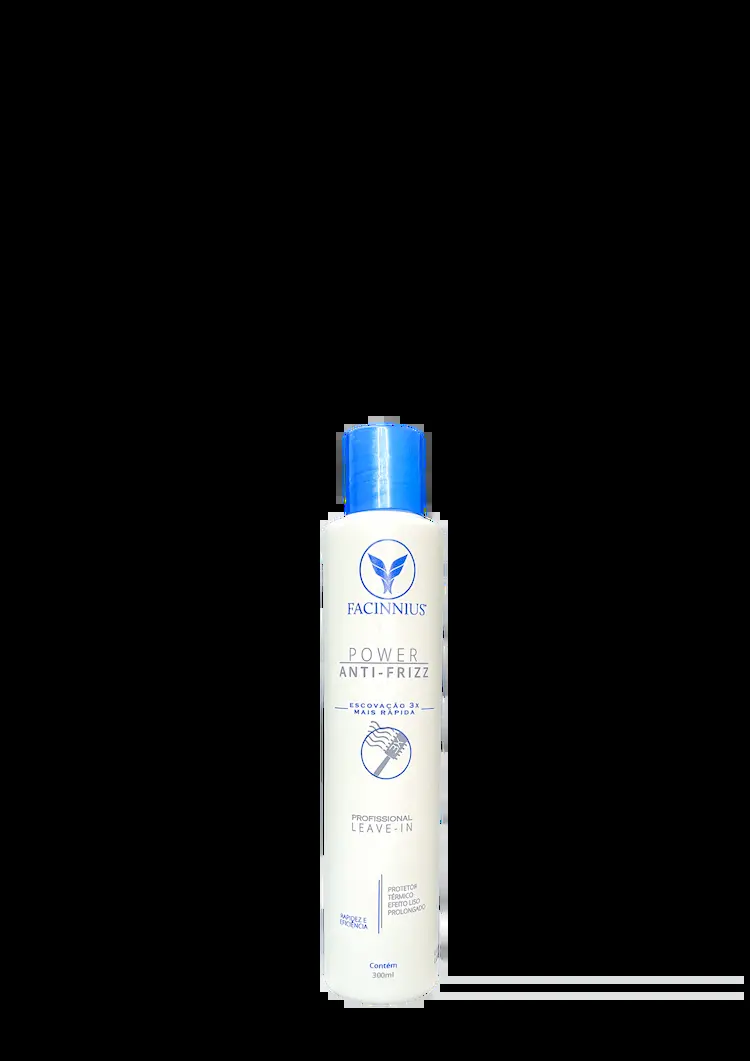 FACINNIUS
POWER
ANTI-FRIZZ
ESCOVAÇÃO 3X
MAIS RÁPIDA
PROFISSIONAL
LEAVE-IN
PROTETOR
TÉRMICO
EFEITO LISO
PROLONGADO
RAPIDEZ E
EFICIÊNCIA
Contém
300ml